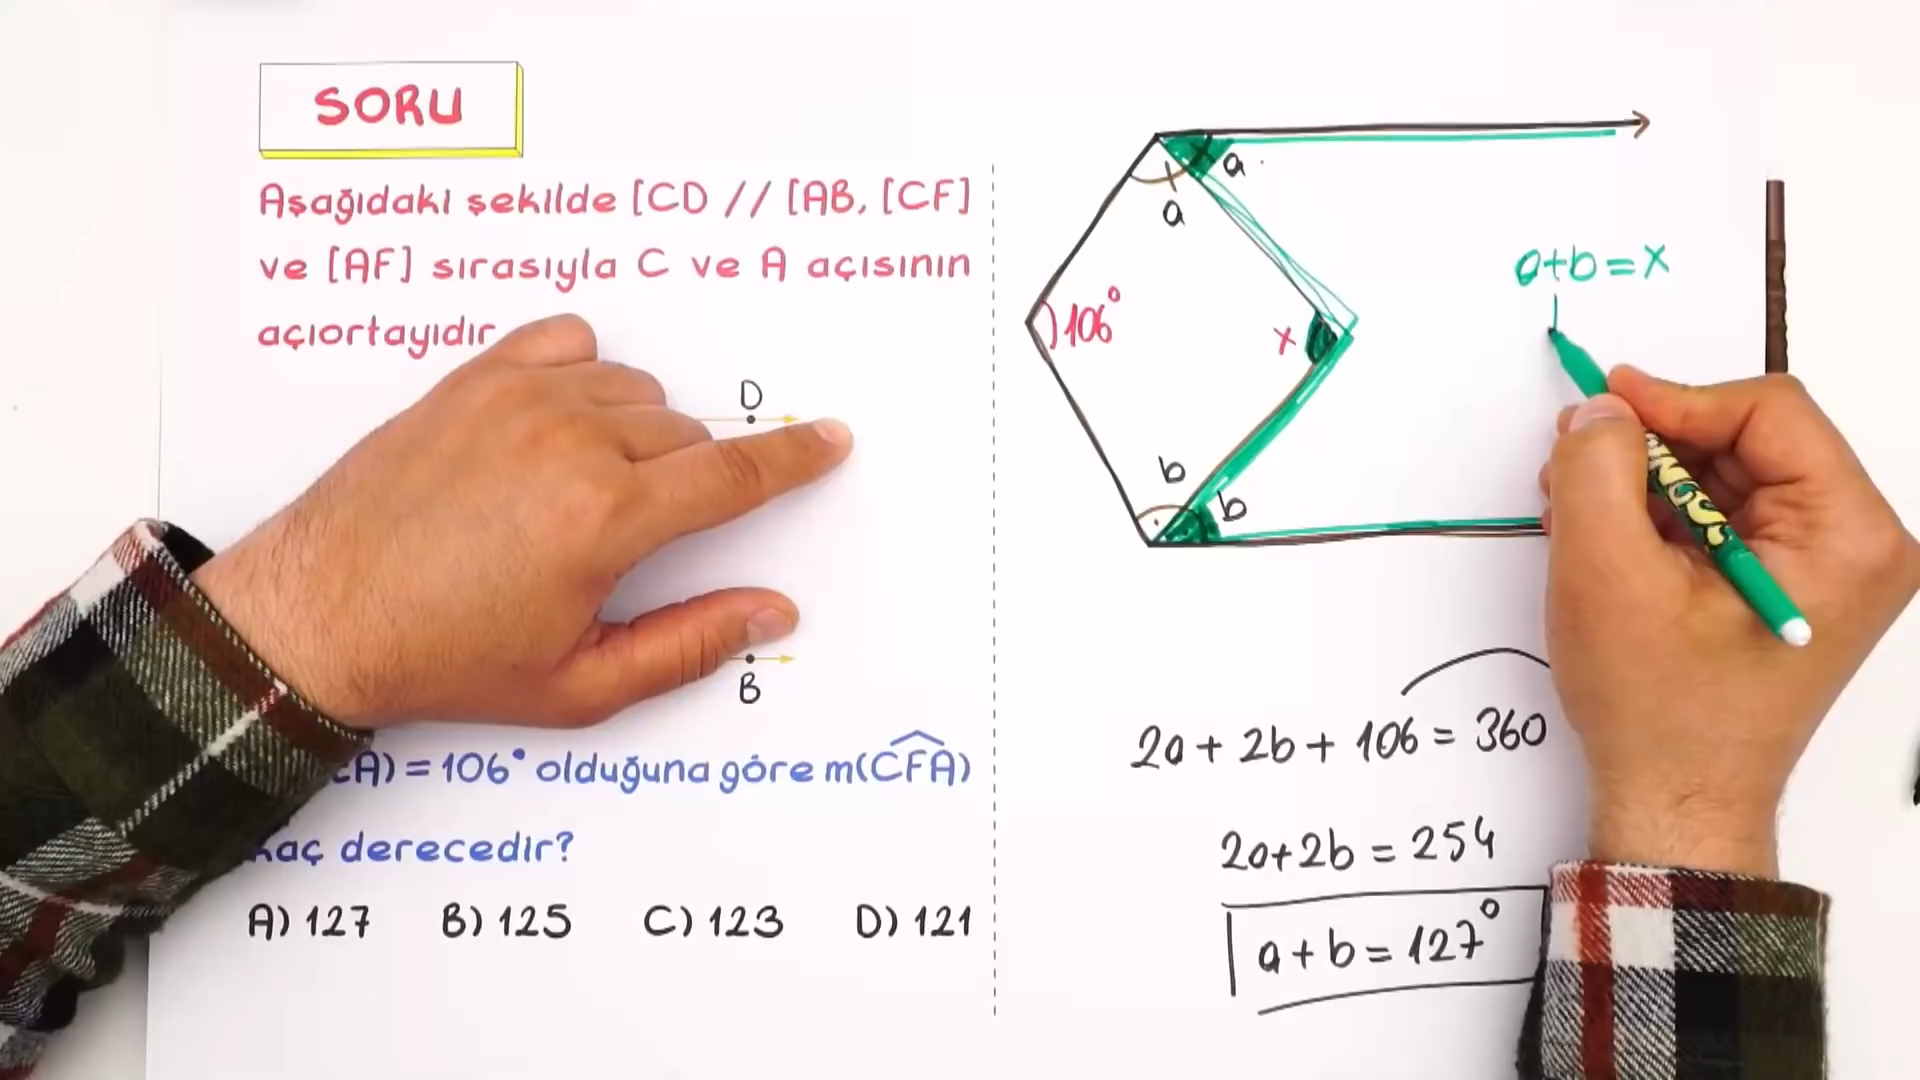 SORU
Aşağıdaki şekilde [CD // [AB, [CF]
ve [AF] sırasıyla C ve A açısının
açıortayıdır
D
B
A) = 106° olduğuna göre m(CFA)
kaç derecedir?
A) 127 B) 125 C) 123 D) 121
a
a
106°
x
b
b
a+b=x
2a + 2b + 106 = 360
2a+2b = 254
a + b = 127°